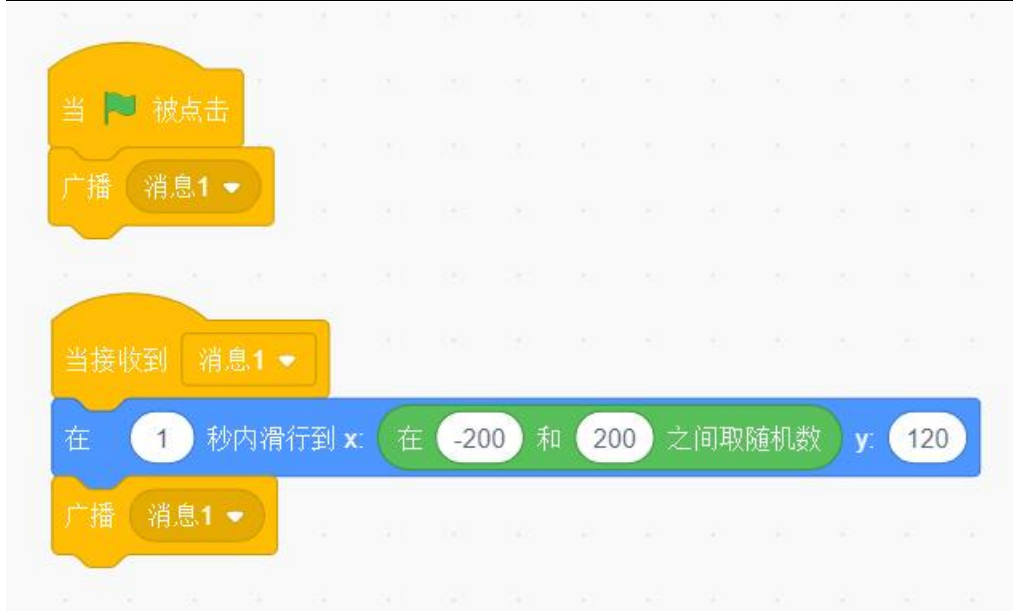 当 被点击
广播 消息1
当接收到 消息1
在 1 秒内滑行到 x: 在 -200 和 200 之间取随机数 y: 120
广播 消息1